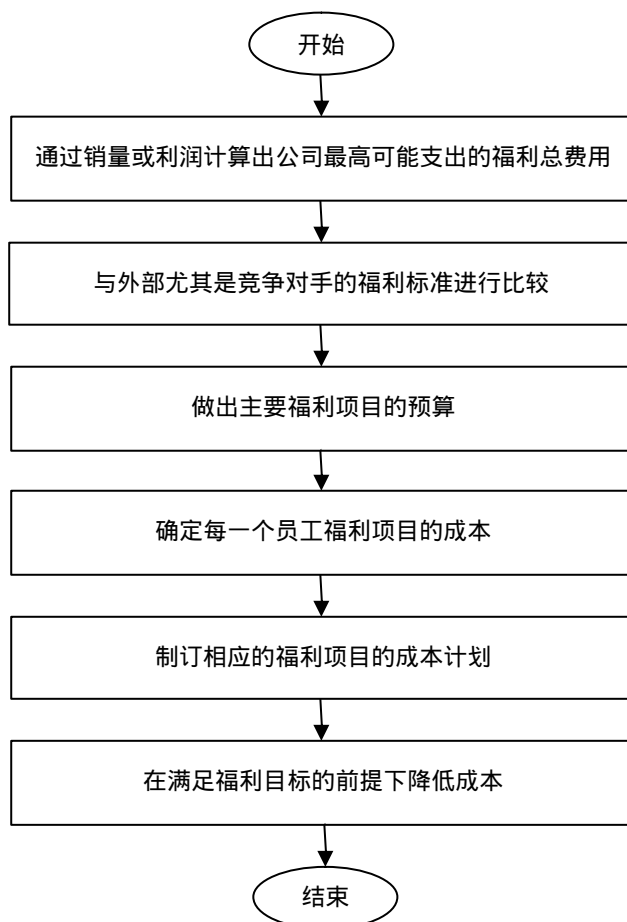 开始
通过销量或利润计算出公司最高可能支出的福利总费用
与外部尤其是竞争对手的福利标准进行比较
做出主要福利项目的预算
确定每一个员工福利项目的成本
制订相应的福利项目的成本计划
在满足福利目标的前提下降低成本
结束